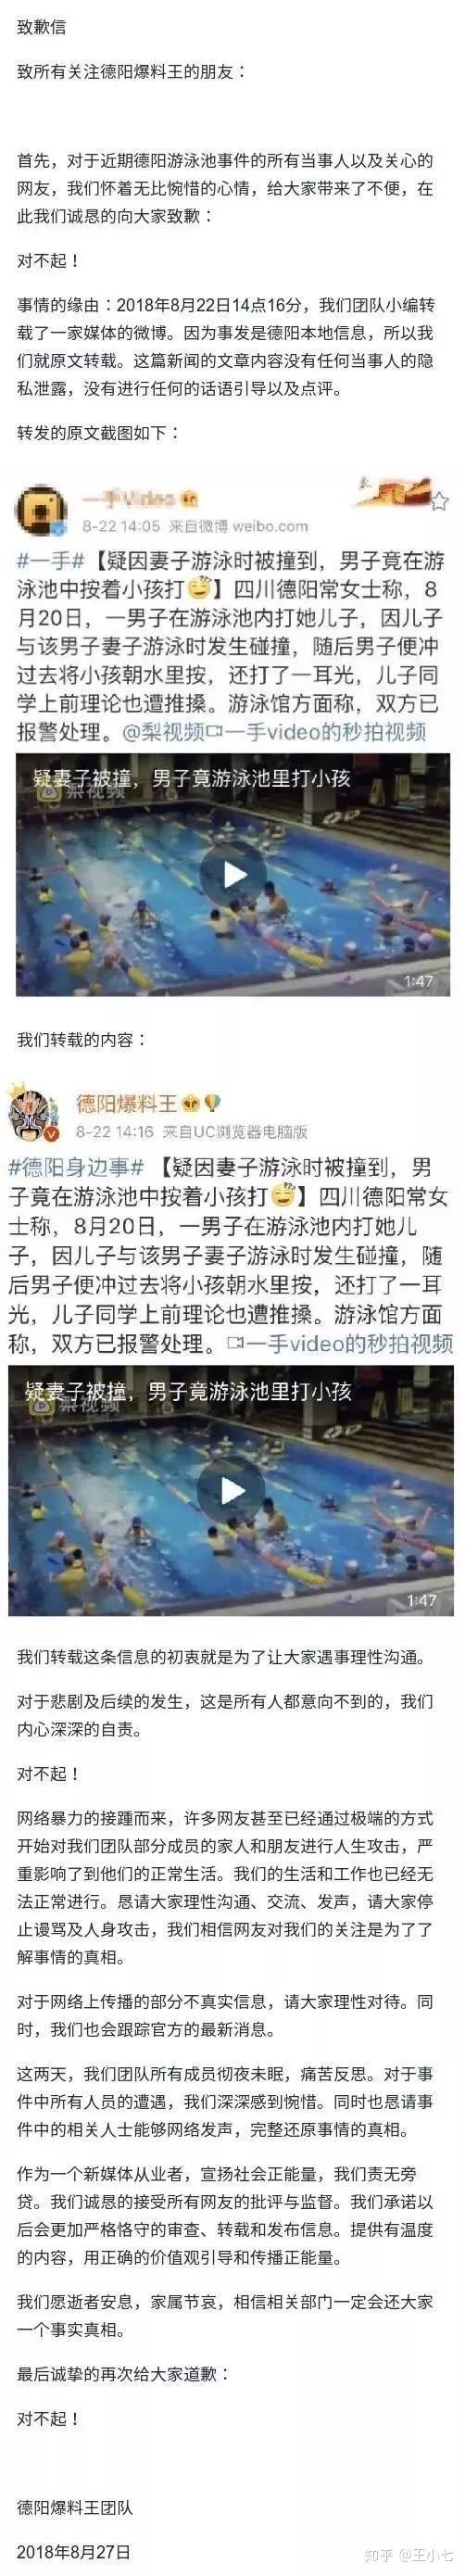 致歉信
致所有关注德阳爆料王的朋友：
首先，对于近期德阳游泳池事件的所有当事人以及关心的
网友，我们怀着无比惋惜的心情，给大家带来了不便，在
此我们诚恳的向大家致歉：
对不起！
事情的缘由：2018年8月22日14点16分，我们团队小编转
载了一家媒体的微博。因为事发是德阳本地信息，所以我
们就原文转载。这篇新闻的文章内容没有任何当事人的隐
私泄露，没有进行任何的话语引导以及点评。
转发的原文截图如下：
一手Video
8-22 14:05 来自微博 weibo.com
#一手#【疑因妻子游泳时被撞到，男子竟在游
泳池中按着小孩打】四川德阳常女士称，8
月20日，一男子在游泳池内打她儿子，因儿子
与该男子妻子游泳时发生碰撞，随后男子便冲
过去将小孩朝水里按，还打了一耳光，儿子同
学上前理论也遭推搡。游泳馆方面称，双方已
报警处理。@梨视频 一手video的秒拍视频
疑妻子被撞，男子竟游泳池里打小孩
梨视频
1:47
我们转载的内容：
德阳爆料王
8-22 14:16 来自UC浏览器电脑版
#德阳身边事# 【疑因妻子游泳时被撞到，男
子竟在游泳池中按着小孩打】四川德阳常女
士称，8月20日，一男子在游泳池内打她儿
子，因儿子与该男子妻子游泳时发生碰撞，随
后男子便冲过去将小孩朝水里按，还打了一耳
光，儿子同学上前理论也遭推搡。游泳馆方面
称，双方已报警处理。一手video的秒拍视频
疑妻子被撞，男子竟游泳池里打小孩
梨视频
1:47
我们转载这条信息的初衷就是为了让大家遇事理性沟通。
对于悲剧及后续的发生，这是所有人都意向不到的，我们
内心深深的自责。
对不起！
网络暴力的接踵而来，许多网友甚至已经通过极端的方式
开始对我们团队部分成员的家人和朋友进行人生攻击，严
重影响了到他们的正常生活。我们的生活和工作也已经无
法正常进行。恳请大家理性沟通、交流、发声，请大家停
止谩骂及人身攻击，我们相信网友对我们的关注是为了了
解事情的真相。
对于网络上传播的部分不真实信息，请大家理性对待。同
时，我们也会跟踪官方的最新消息。
这两天，我们团队所有成员彻夜未眠，痛苦反思。对于事
件中所有人员的遭遇，我们深深感到惋惜。同时也恳请事
件中的相关人士能够网络发声，完整还原事情的真相。
作为一个新媒体从业者，宣扬社会正能量，我们责无旁
贷。我们诚恳的接受所有网友的批评与监督。我们承诺以
后会更加严格恪守的审查、转载和发布信息。提供有温度
的内容，用正确的价值观引导和传播正能量。
我们愿逝者安息，家属节哀，相信相关部门一定会还大家
一个事实真相。
最后诚挚的再次给大家道歉：
对不起！
德阳爆料王团队
2018年8月27日
知乎 @王小七